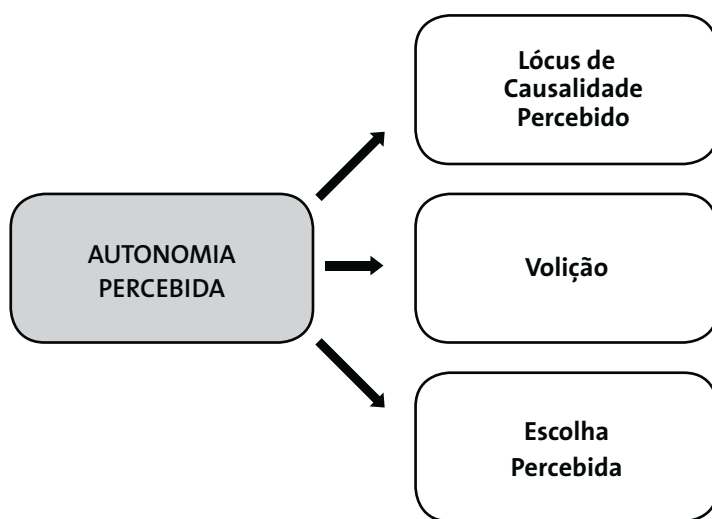 Lócus de
Causalidade
Percebido
AUTONOMIA
PERCEBIDA
Volição
Escolha
Percebida